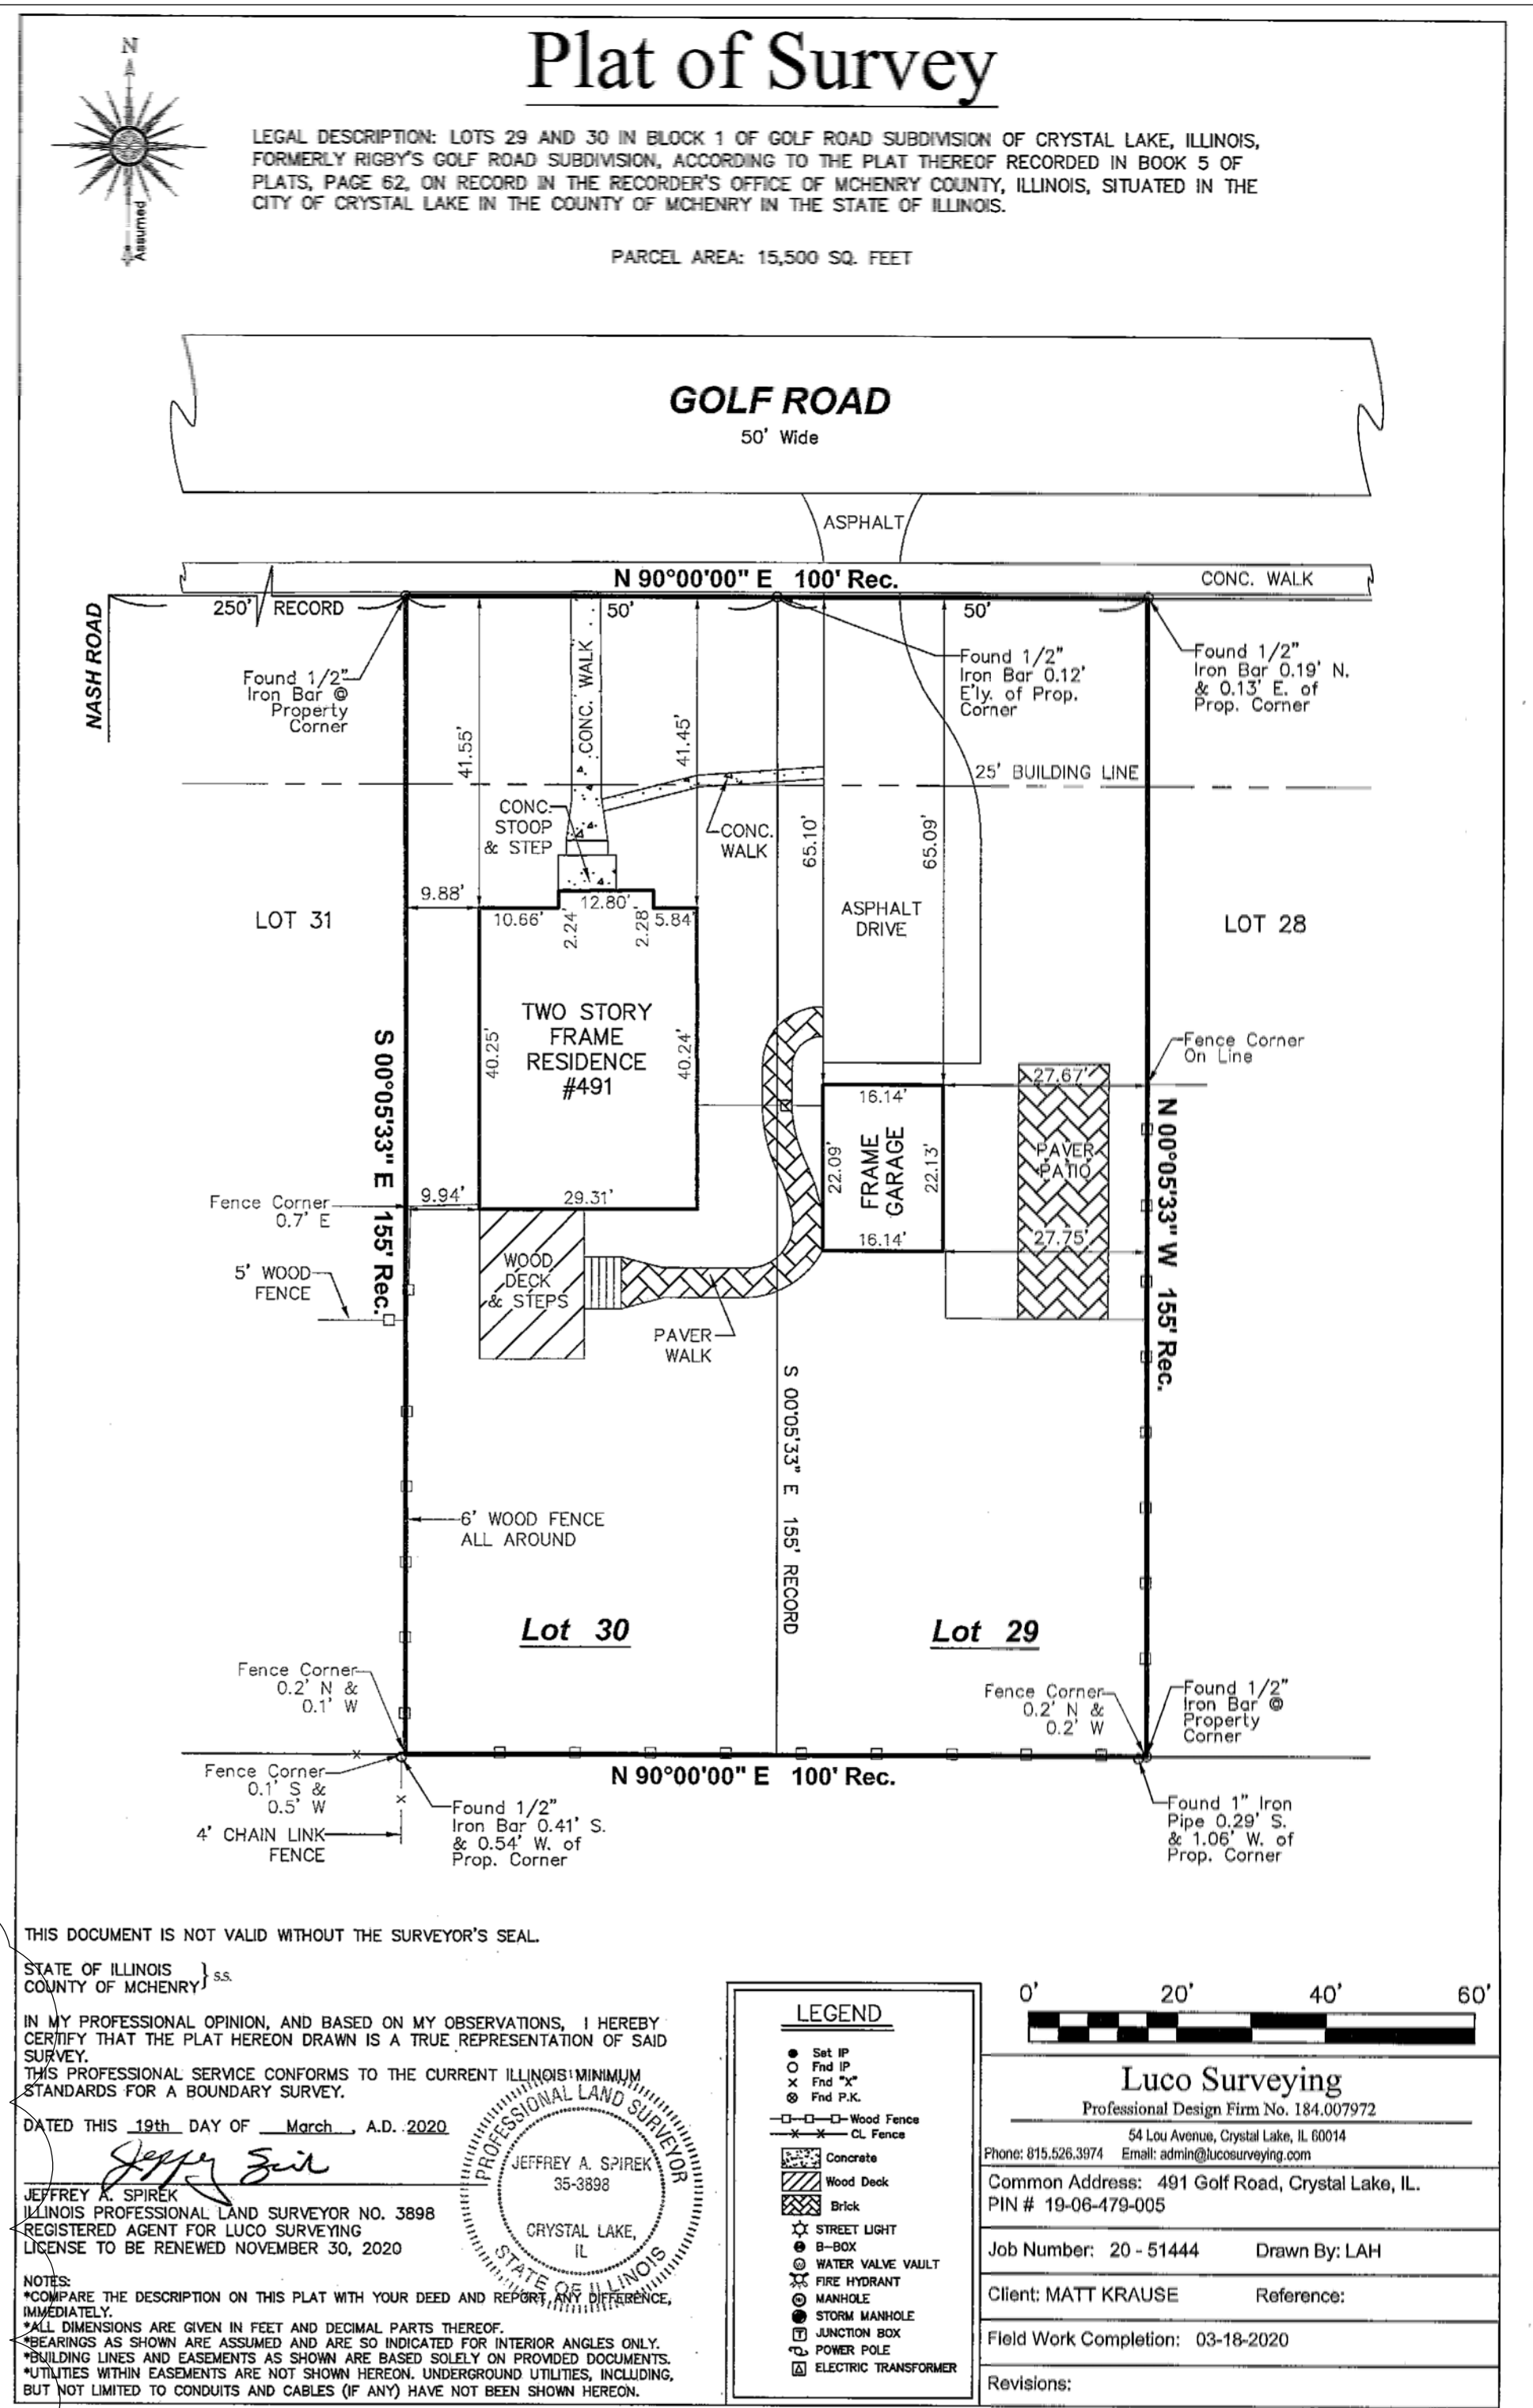 Plat of Survey
N
Assumed
LEGAL DESCRIPTION: LOTS 29 AND 30 IN BLOCK 1 OF GOLF ROAD SUBDIVISION OF CRYSTAL LAKE, ILLINOIS,
FORMERLY RIGBY'S GOLF ROAD SUBDIVISION, ACCORDING TO THE PLAT THEREOF RECORDED IN BOOK 5 OF
PLATS, PAGE 62, ON RECORD IN THE RECORDER'S OFFICE OF MCHENRY COUNTY, ILLINOIS, SITUATED IN THE
CITY OF CRYSTAL LAKE IN THE COUNTY OF MCHENRY IN THE STATE OF ILLINOIS.
PARCEL AREA: 15,500 SQ. FEET
GOLF ROAD
50' Wide
ASPHALT
N 90°00'00" E 100' Rec.
CONC. WALK
250' RECORD
50'
50'
NASH ROAD
Found 1/2"
Iron Bar @
Property
Corner
CONC. WALK
Found 1/2"
Iron Bar 0.12'
E'ly. of Prop.
Corner
Found 1/2"
Iron Bar 0.19' N.
& 0.13' E. of
Prop. Corner
41.55'
41.45'
25' BUILDING LINE
CONC.
STOOP
& STEP
CONC.
WALK
65.10'
65.09'
9.88'
10.66'
2.24'
12.80'
2.28'
5.84'
ASPHALT
DRIVE
LOT 31
LOT 28
TWO STORY
FRAME
RESIDENCE
#491
40.25'
40.24'
S 00°05'33" E 155' Rec.
Fence Corner
On Line
27.67'
16.14'
22.09'
FRAME
GARAGE
22.13'
PAVER
PATIO
N 00°05'33" W 155' Rec.
Fence Corner
0.7' E
9.94'
29.31'
16.14'
27.75'
5' WOOD
FENCE
WOOD
DECK
& STEPS
PAVER
WALK
S 00°05'33" E 155' RECORD
6' WOOD FENCE
ALL AROUND
Lot 30
Lot 29
Fence Corner
0.2' N &
0.1' W
Fence Corner
0.2' N &
0.2' W
Found 1/2"
Iron Bar @
Property
Corner
Fence Corner
0.1' S &
0.5' W
N 90°00'00" E 100' Rec.
4' CHAIN LINK
FENCE
Found 1/2"
Iron Bar 0.41' S.
& 0.54' W. of
Prop. Corner
Found 1" Iron
Pipe 0.29' S.
& 1.06' W. of
Prop. Corner
THIS DOCUMENT IS NOT VALID WITHOUT THE SURVEYOR'S SEAL.
STATE OF ILLINOIS
COUNTY OF MCHENRY } s.s.
IN MY PROFESSIONAL OPINION, AND BASED ON MY OBSERVATIONS, I HEREBY
CERTIFY THAT THE PLAT HEREON DRAWN IS A TRUE REPRESENTATION OF SAID
SURVEY.
THIS PROFESSIONAL SERVICE CONFORMS TO THE CURRENT ILLINOIS MINIMUM
STANDARDS FOR A BOUNDARY SURVEY.
DATED THIS 19th DAY OF March, A.D. 2020
JEFFREY A. SPIREK
ILLINOIS PROFESSIONAL LAND SURVEYOR NO. 3898
REGISTERED AGENT FOR LUCO SURVEYING
LICENSE TO BE RENEWED NOVEMBER 30, 2020
PROFESSIONAL LAND SURVEYOR
JEFFREY A. SPIREK
35-3898
CRYSTAL LAKE,
IL
STATE OF ILLINOIS
NOTES:
*COMPARE THE DESCRIPTION ON THIS PLAT WITH YOUR DEED AND REPORT ANY DIFFERENCE,
IMMEDIATELY.
*ALL DIMENSIONS ARE GIVEN IN FEET AND DECIMAL PARTS THEREOF.
*BEARINGS AS SHOWN ARE ASSUMED AND ARE SO INDICATED FOR INTERIOR ANGLES ONLY.
*BUILDING LINES AND EASEMENTS AS SHOWN ARE BASED SOLELY ON PROVIDED DOCUMENTS.
*UTILITIES WITHIN EASEMENTS ARE NOT SHOWN HEREON. UNDERGROUND UTILITIES, INCLUDING,
BUT NOT LIMITED TO CONDUITS AND CABLES (IF ANY) HAVE NOT BEEN SHOWN HEREON.
LEGEND
Set IP
Fnd IP
Fnd "X"
Fnd P.K.
Wood Fence
CL Fence
Concrete
Wood Deck
Brick
STREET LIGHT
B-BOX
WATER VALVE VAULT
FIRE HYDRANT
MANHOLE
STORM MANHOLE
JUNCTION BOX
POWER POLE
ELECTRIC TRANSFORMER
0' 20' 40' 60'
Luco Surveying
Professional Design Firm No. 184.007972
54 Lou Avenue, Crystal Lake, IL 60014
Phone: 815.526.3974 Email: admin@lucosurveying.com
Common Address: 491 Golf Road, Crystal Lake, IL.
PIN # 19-06-479-005
Job Number: 20 - 51444 Drawn By: LAH
Client: MATT KRAUSE Reference:
Field Work Completion: 03-18-2020
Revisions: